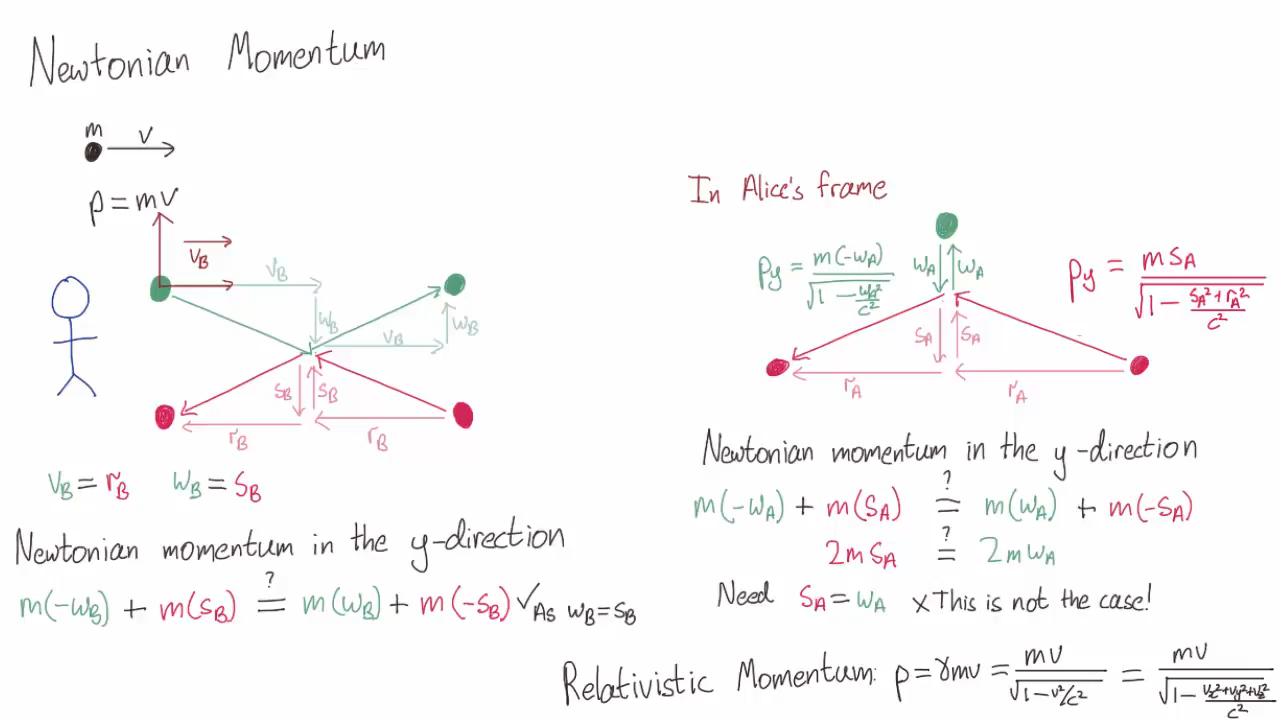 Newtonian Momentum
m
v
p = mv
v_B
v_B
w_B
v_B
w_B
s_B
s_B
r_B
r_B
v_B = r_B    w_B = s_B
Newtonian momentum in the y-direction
m(-w_B) + m(s_B) ≟ m(w_B) + m(-s_B) ✓ As w_B = s_B
In Alice's frame
p_y = m(-w_A) / √(1 - w_A²/c²)
w_A
w_A
p_y = m s_A / √(1 - (s_A² + r_A²)/c²)
s_A
s_A
r_A
r_A
Newtonian momentum in the y-direction
m(-w_A) + m(s_A) ≟ m(w_A) + m(-s_A)
2m s_A ≟ 2m w_A
Need s_A = w_A × This is not the case!
Relativistic Momentum: p = γmv = mv / √(1 - v²/c²) = mv / √(1 - (v_x² + v_y² + v_z²)/c²)